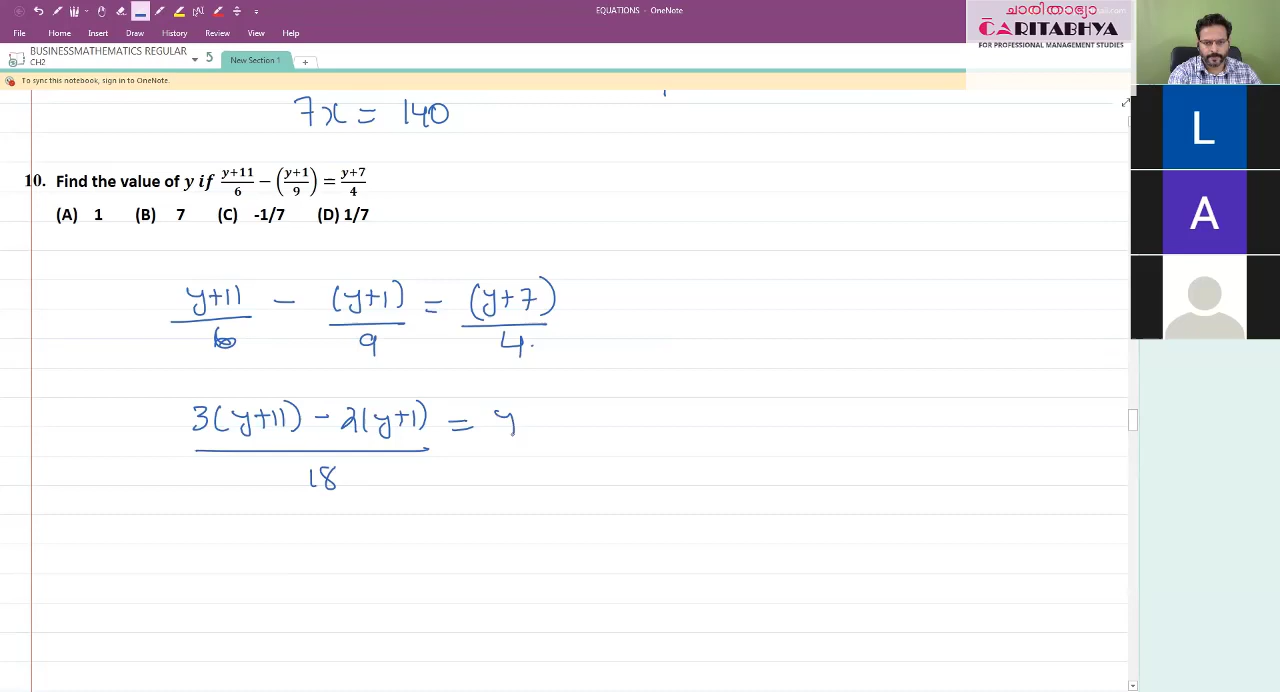 EQUATIONS - OneNote
File Home Insert Draw History Review View Help
ചാരിതാഭ്യാ
CARITABHYA
FOR PROFESSIONAL MANAGEMENT STUDIES
BUSINESSMATHEMATICS REGULAR
CH2
New Section 1 +
To sync this notebook, sign in to OneNote.
L
A
7x = 140
10. Find the value of y if (y+11)/6 − ((y+1)/9) = (y+7)/4
(A) 1 (B) 7 (C) -1/7 (D) 1/7
y+11 − (y+1) = (y+7)
6 9 4
3(y+11) − 2(y+1) = y
18